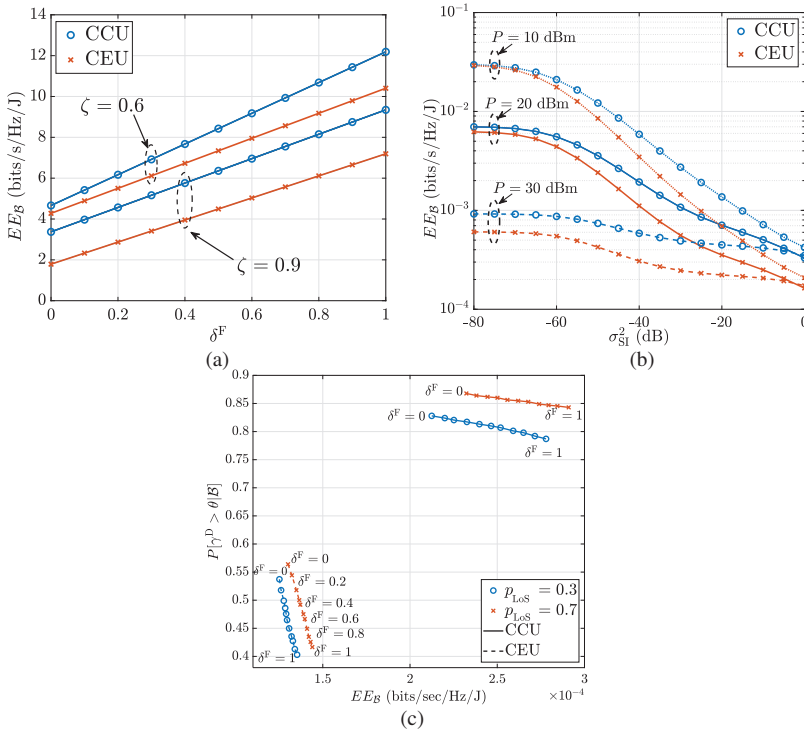 CCU
CEU
ζ = 0.6
ζ = 0.9
14
12
10
8
6
4
2
0
0
0.2
0.4
0.6
0.8
1
EE_B (bits/s/Hz/J)
δ^F
(a)
CCU
CEU
P = 10 dBm
P = 20 dBm
P = 30 dBm
10^-1
10^-2
10^-3
10^-4
-80
-60
-40
-20
0
EE_B (bits/s/Hz/J)
σ²_SI (dB)
(b)
0.9
0.85
0.8
0.75
0.7
0.65
0.6
0.55
0.5
0.45
0.4
P[γ^D > θ|B]
δ^F = 0
δ^F = 0
δ^F = 1
δ^F = 1
δ^F = 0
δ^F = 0
δ^F = 0.2
δ^F = 0.4
δ^F = 0.6
δ^F = 0.8
δ^F = 1
δ^F = 1
p_LoS = 0.3
p_LoS = 0.7
CCU
CEU
1.5
2
2.5
3
EE_B (bits/sec/Hz/J)
×10^-4
(c)